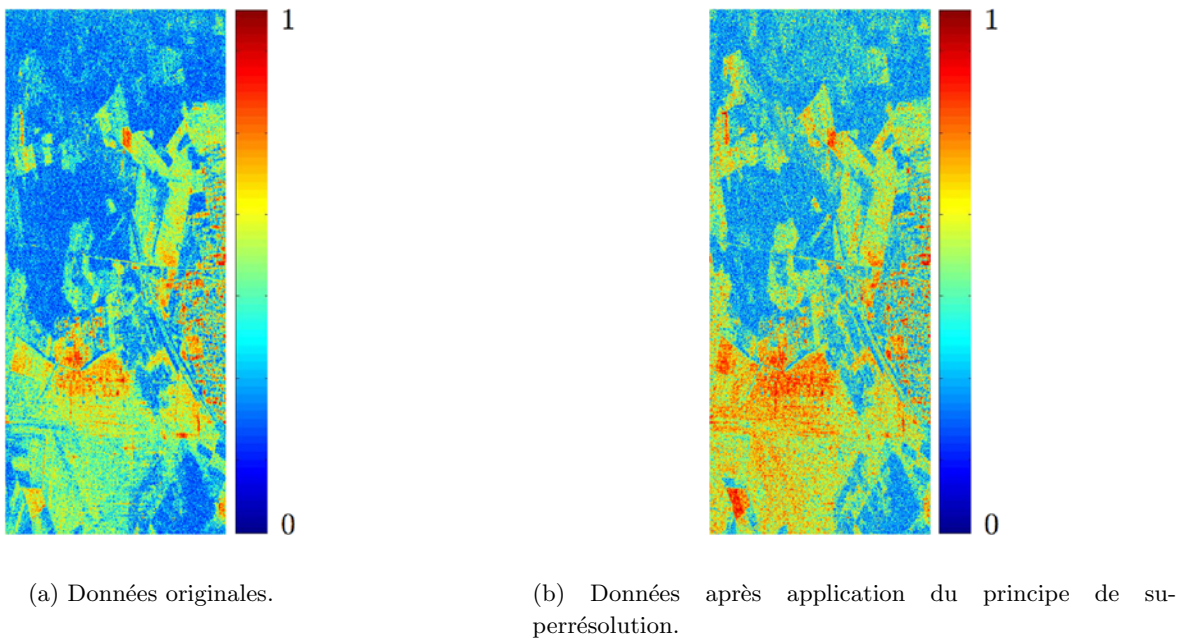 1
0
(a) Données originales.
1
0
(b) Données après application du principe de su-
perrésolution.